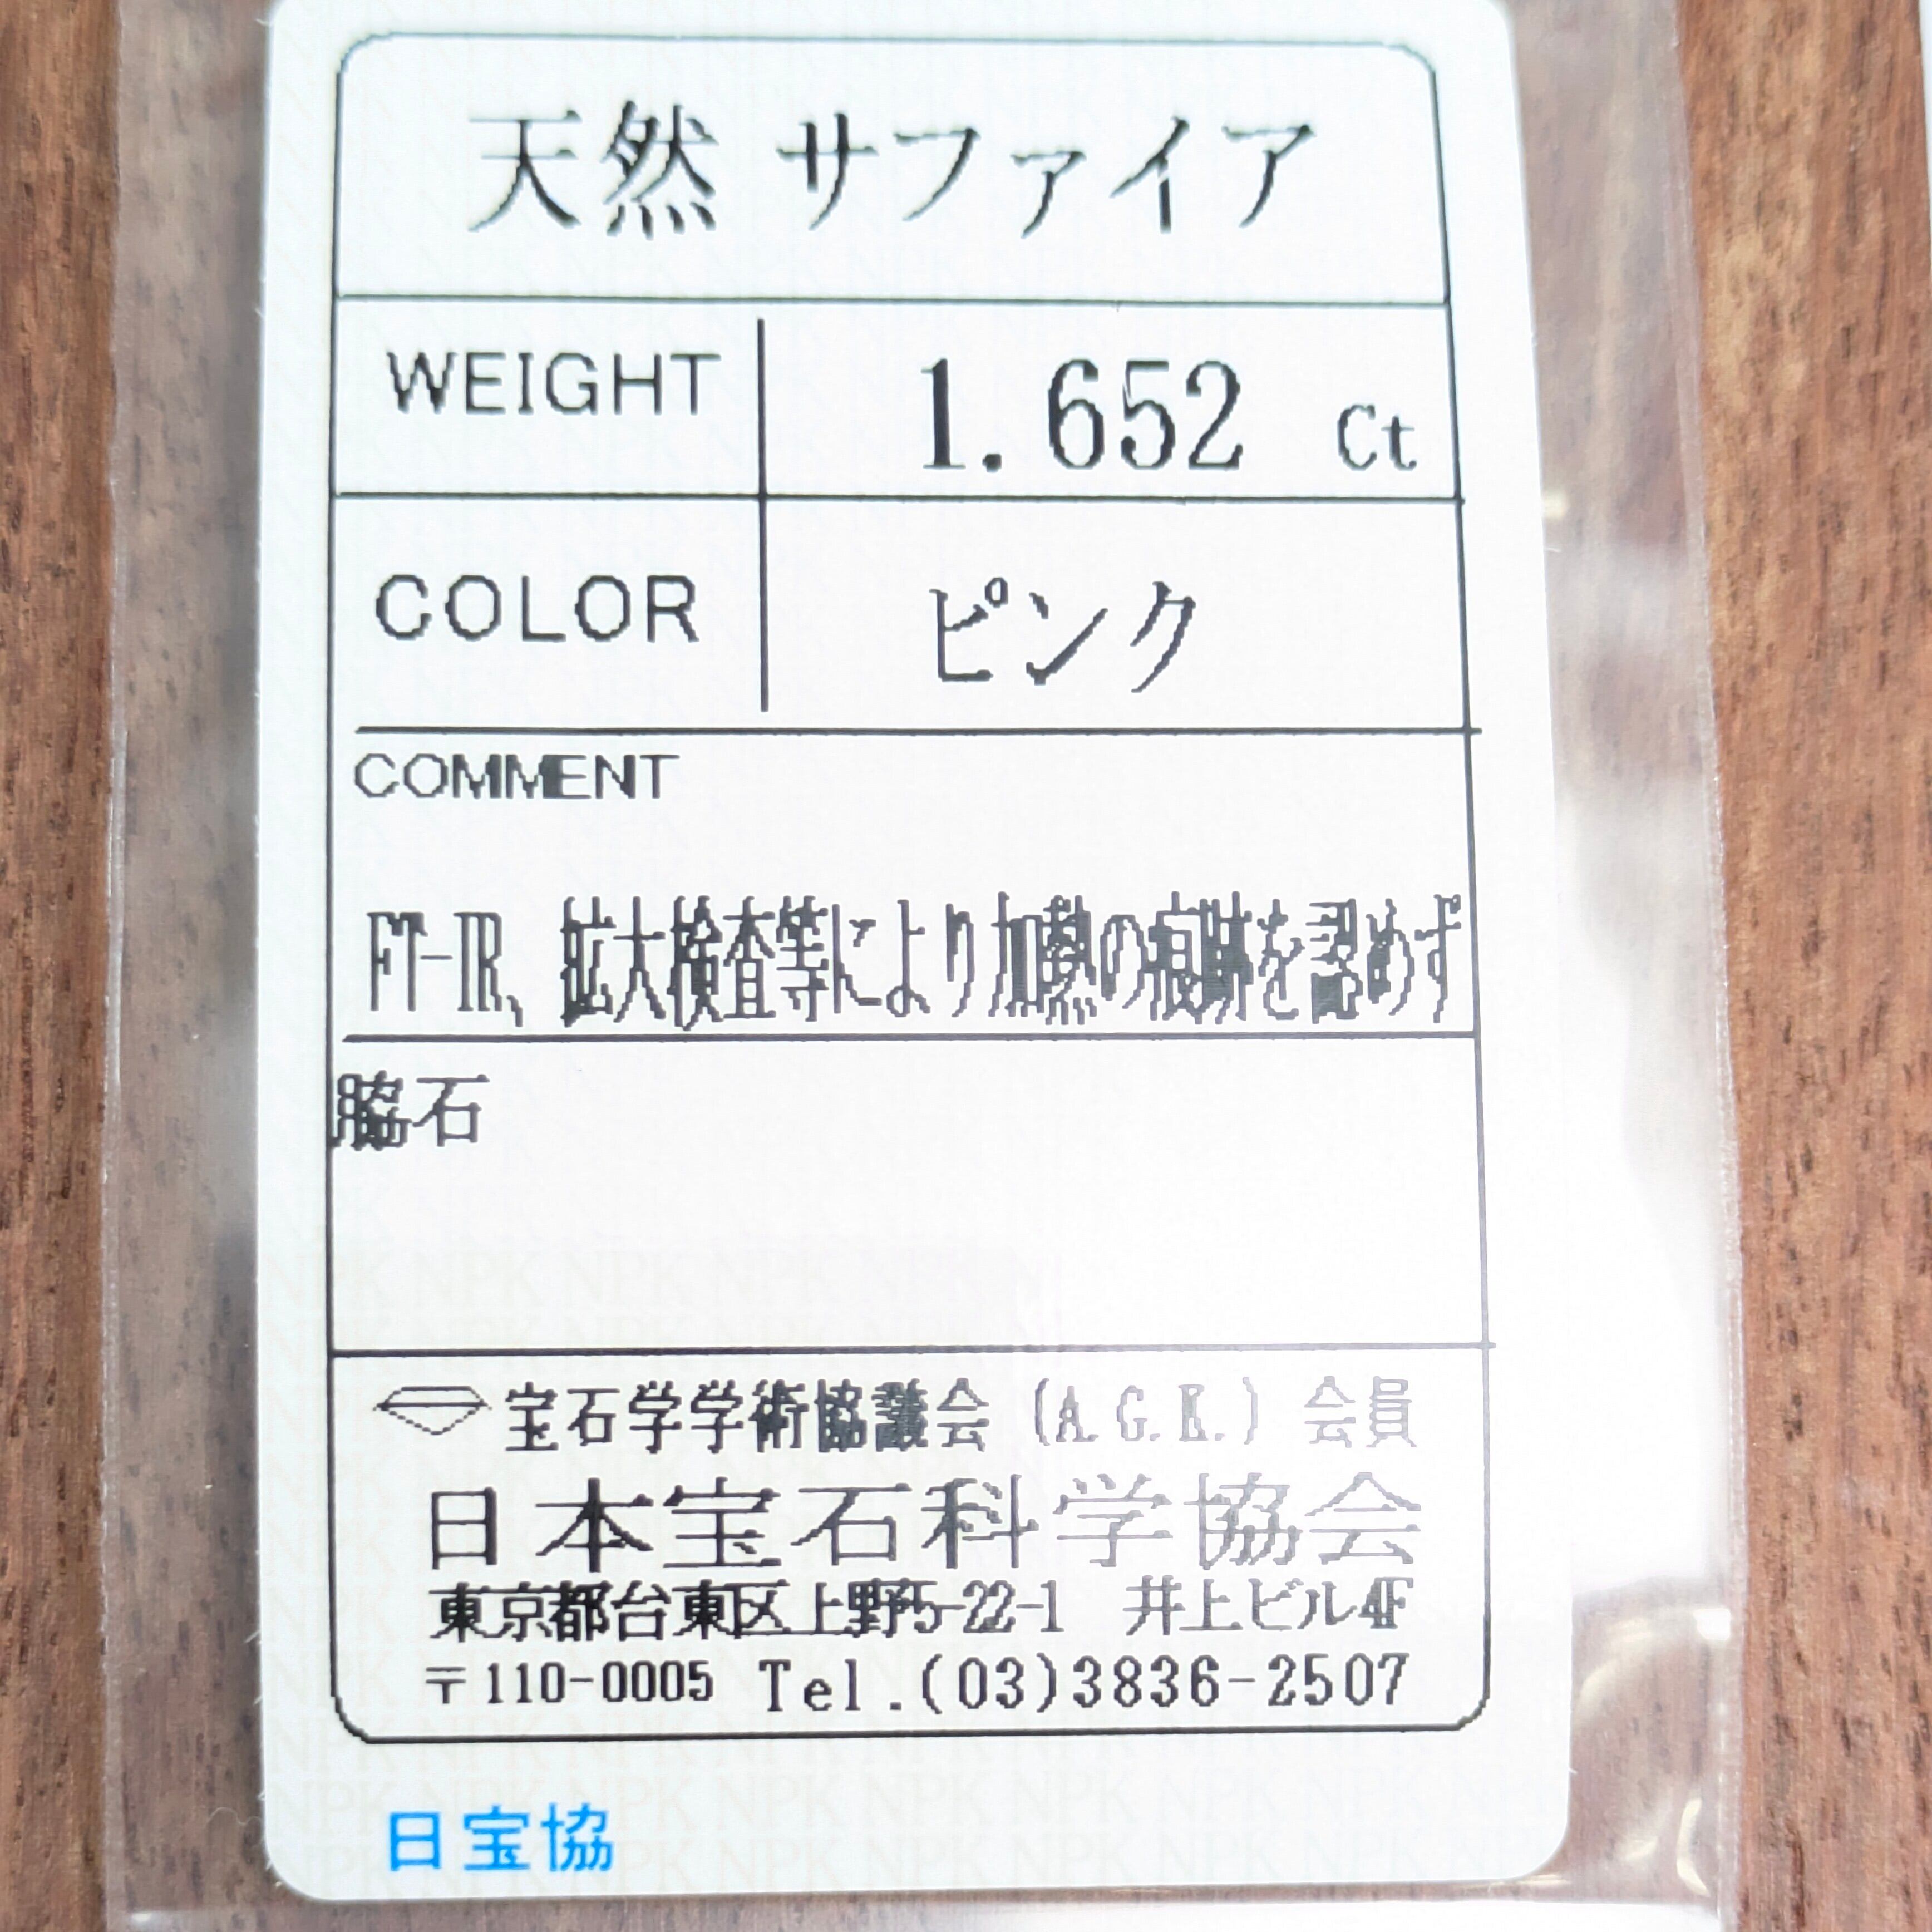 天然 サファイア
WEIGHT 1.652 Ct
COLOR ピンク
COMMENT
FT-IR、拡大検査等により加熱の痕跡を認めず
脇石
宝石学学術協議会 (A.G.K.) 会員
日本宝石科学協会
東京都台東区上野5-22-1 井上ビル4F
〒110-0005 Tel.(03)3836-2507
日宝協